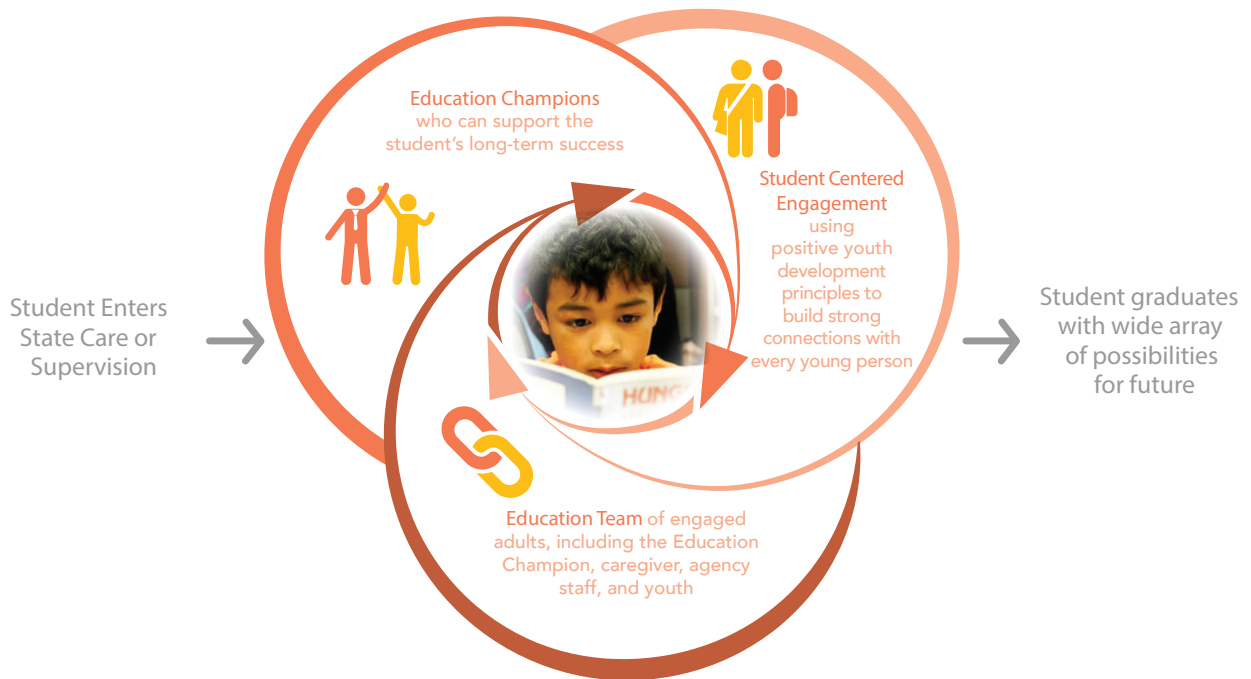 Student Enters
State Care or
Supervision
Education Champions
who can support the
student's long-term success
Student Centered
Engagement
using
positive youth
development
principles to
build strong
connections with
every young person
HUNG
Education Team of engaged
adults, including the Education
Champion, caregiver, agency
staff, and youth
Student graduates
with wide array
of possibilities
for future